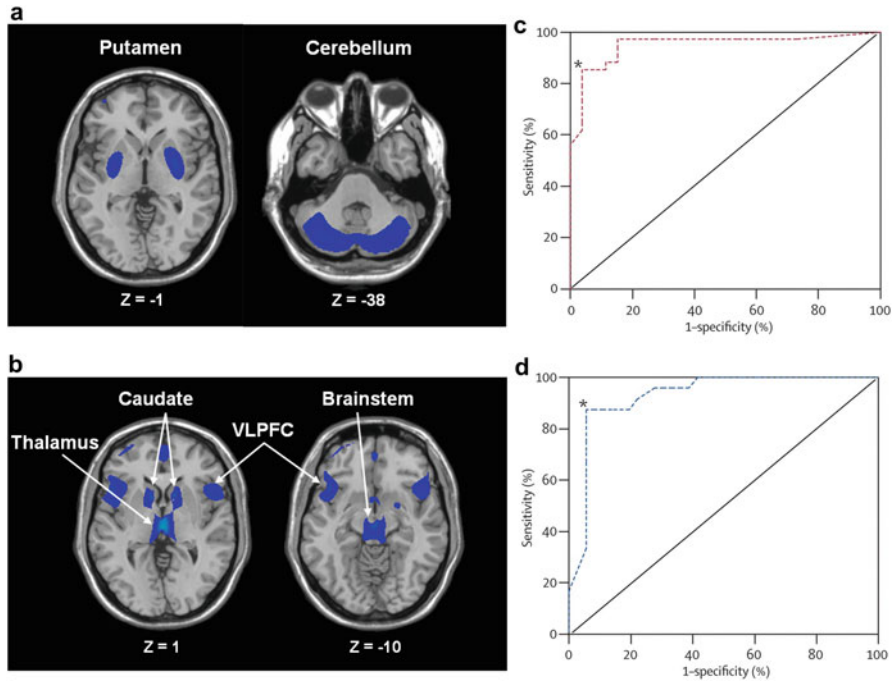 a
Putamen
Cerebellum
Z = -1
Z = -38
b
Caudate
Brainstem
Thalamus
VLPFC
Z = 1
Z = -10
c
100
80
60
40
20
0
Sensitivity (%)
*
0 20 40 60 80 100
1-specificity (%)
d
100
80
60
40
20
0
Sensitivity (%)
*
0 20 40 60 80 100
1-specificity (%)